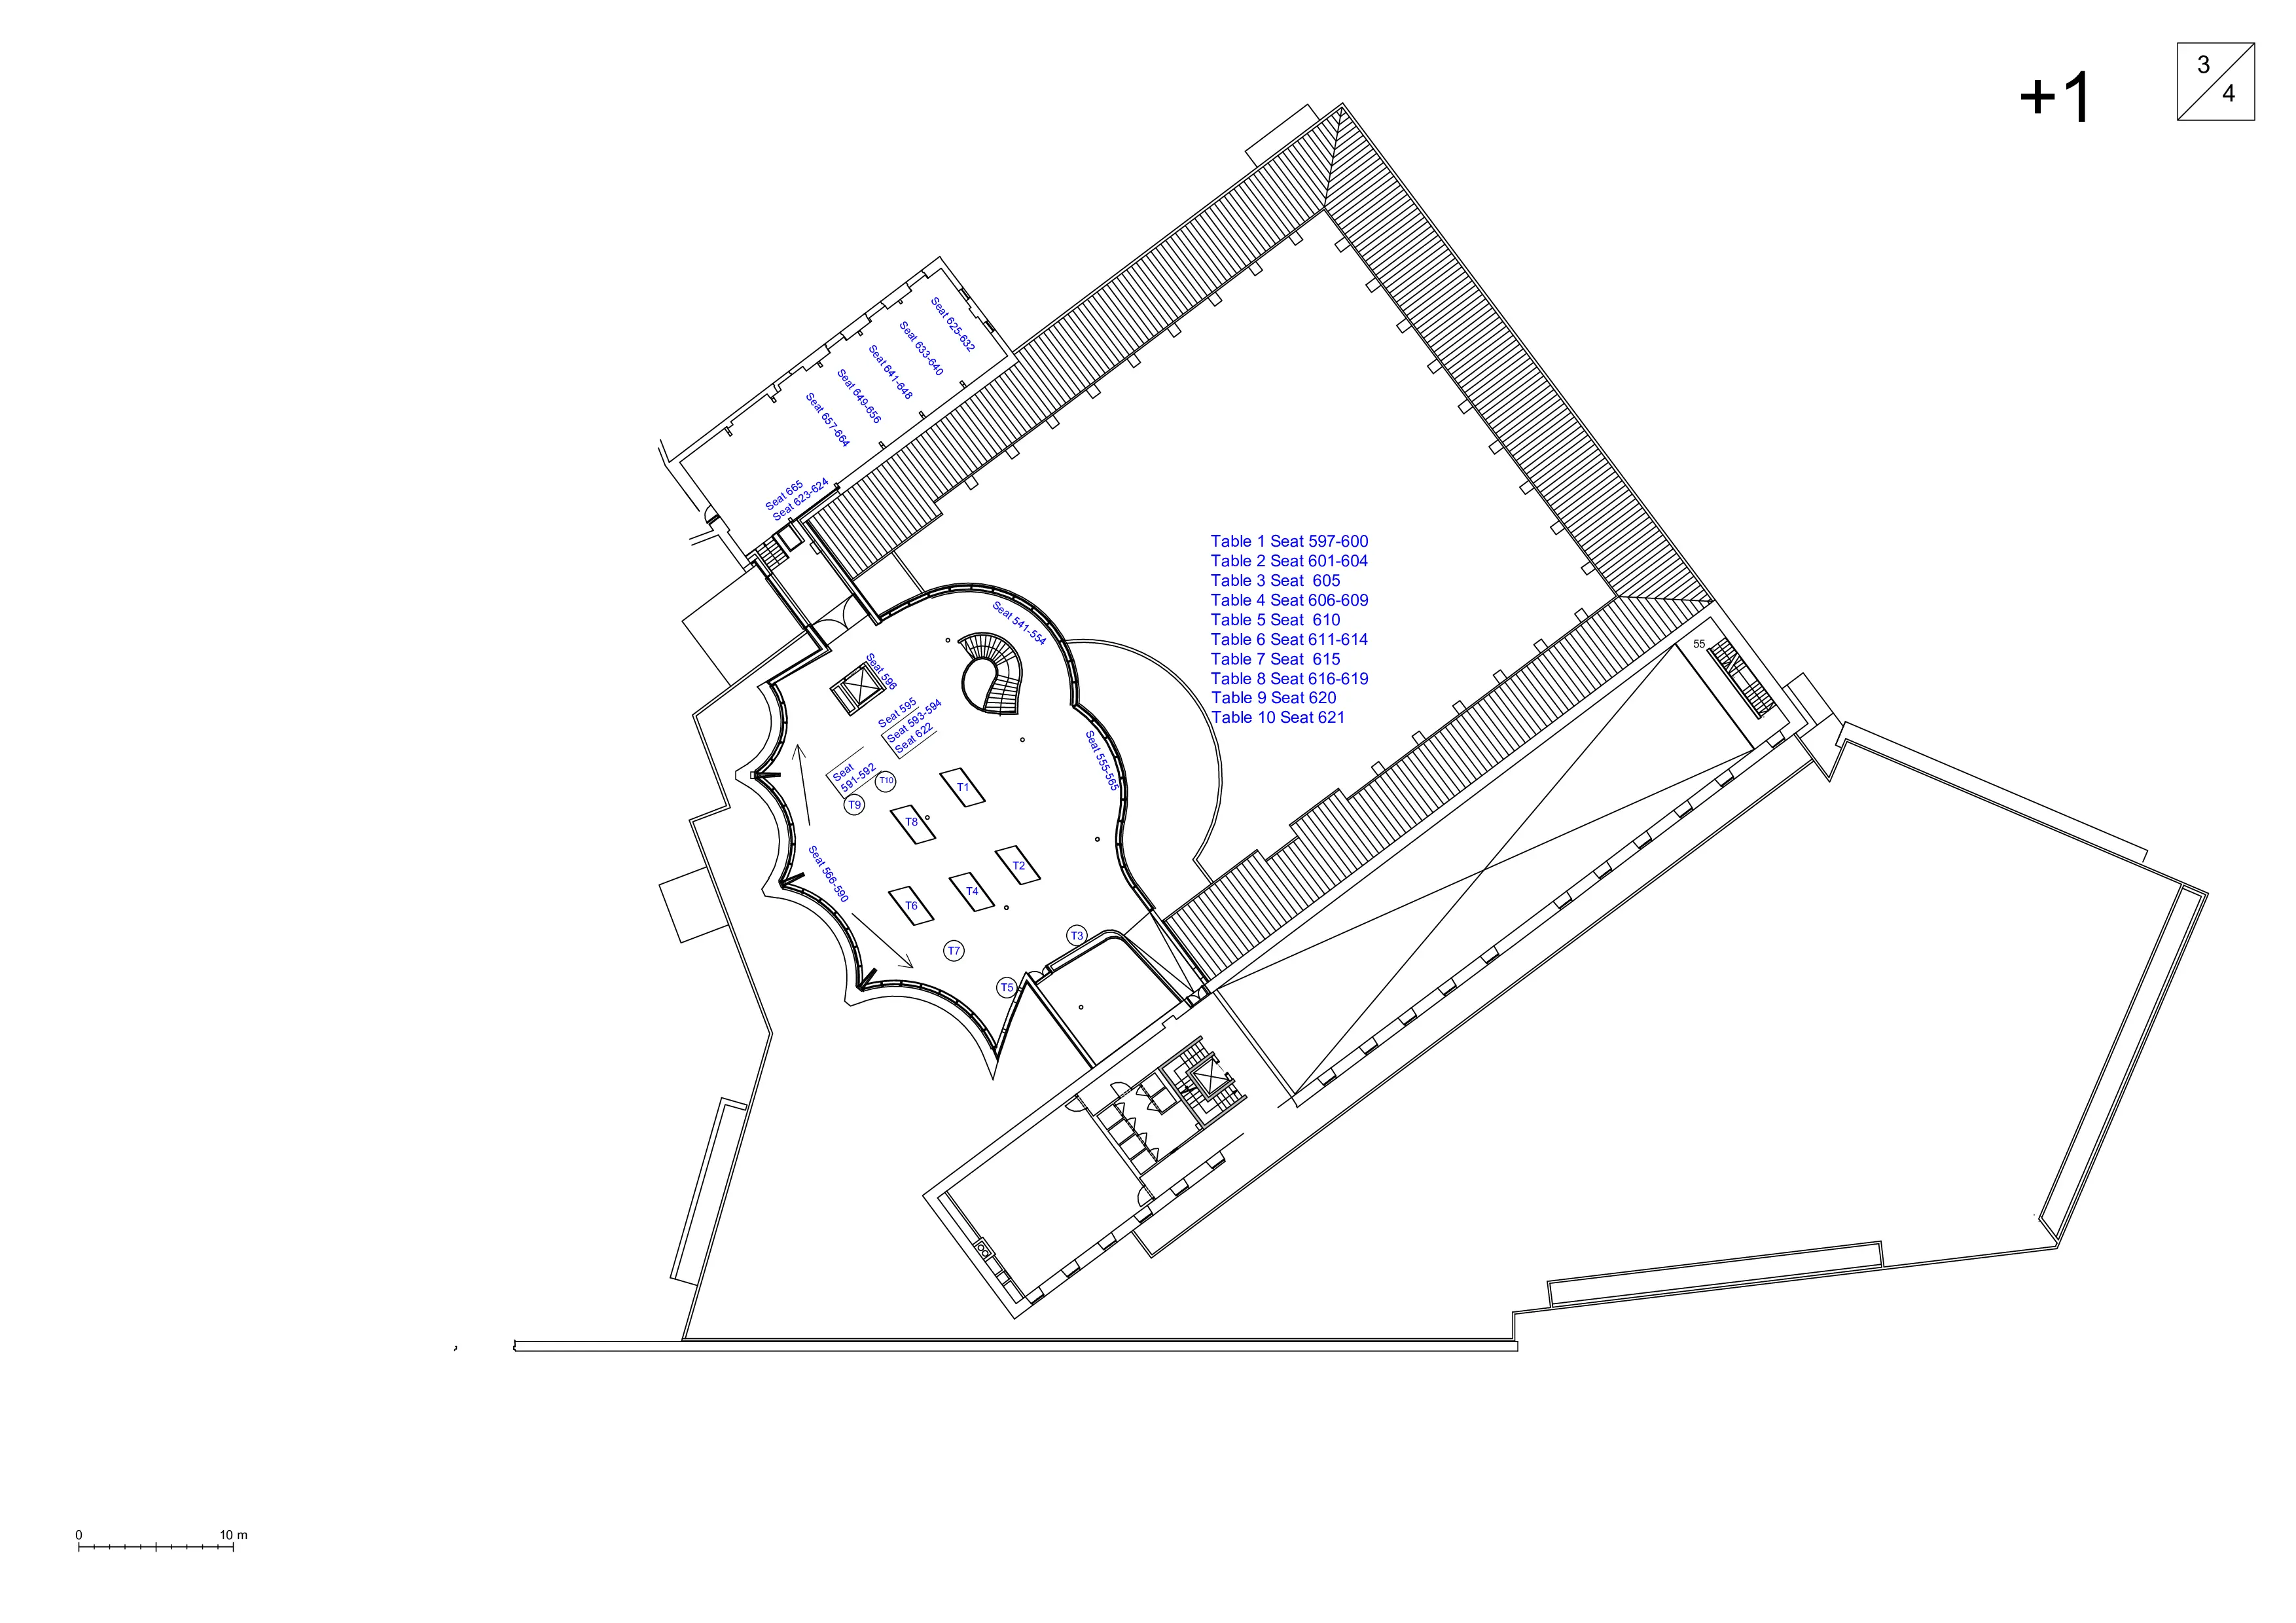 +1
3
4
Seat 625-632
Seat 633-640
Seat 641-648
Seat 649-656
Seat 657-664
Seat 665
Seat 623-624
Table 1 Seat 597-600
Table 2 Seat 601-604
Table 3 Seat  605
Table 4 Seat 606-609
Table 5 Seat  610
Table 6 Seat 611-614
Table 7 Seat  615
Table 8 Seat 616-619
Table 9 Seat 620
Table 10 Seat 621
Seat 541-554
55
Seat 596
Seat 595
Seat 593-594
Seat 622
Seat
591-592
Seat 555-565
T10
T9
T1
T8
T2
Seat 566-590
T4
T6
T3
T7
T5
0
10 m